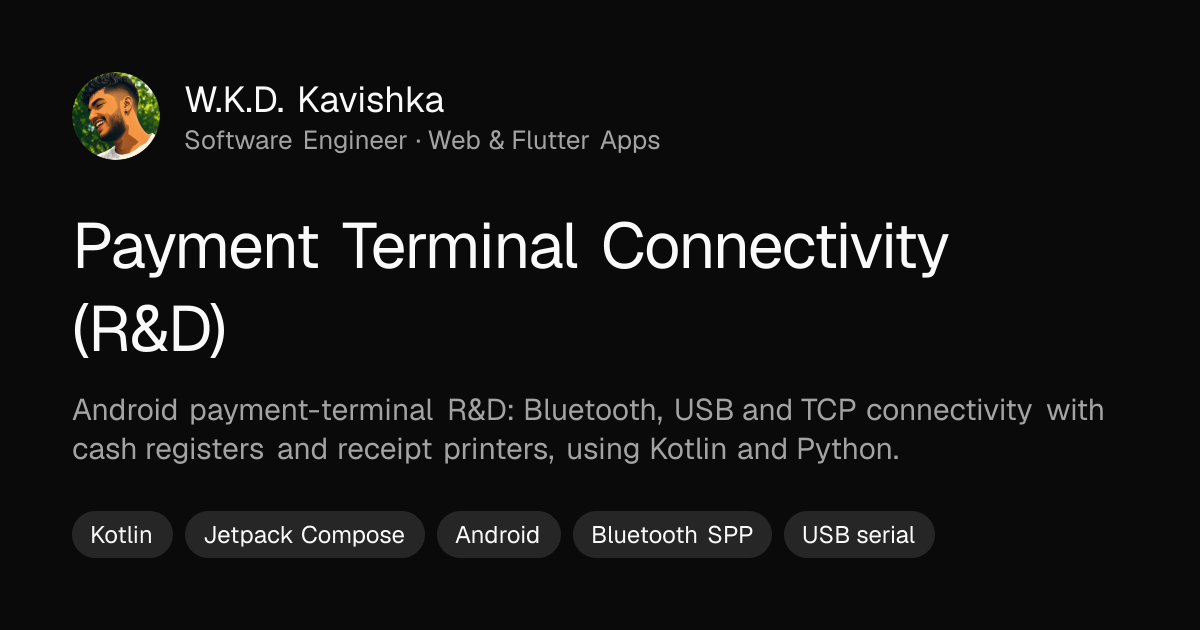 W.K.D. Kavishka
Software Engineer · Web & Flutter Apps
Payment Terminal Connectivity
(R&D)
Android payment-terminal R&D: Bluetooth, USB and TCP connectivity with
cash registers and receipt printers, using Kotlin and Python.
Kotlin
Jetpack Compose
Android
Bluetooth SPP
USB serial